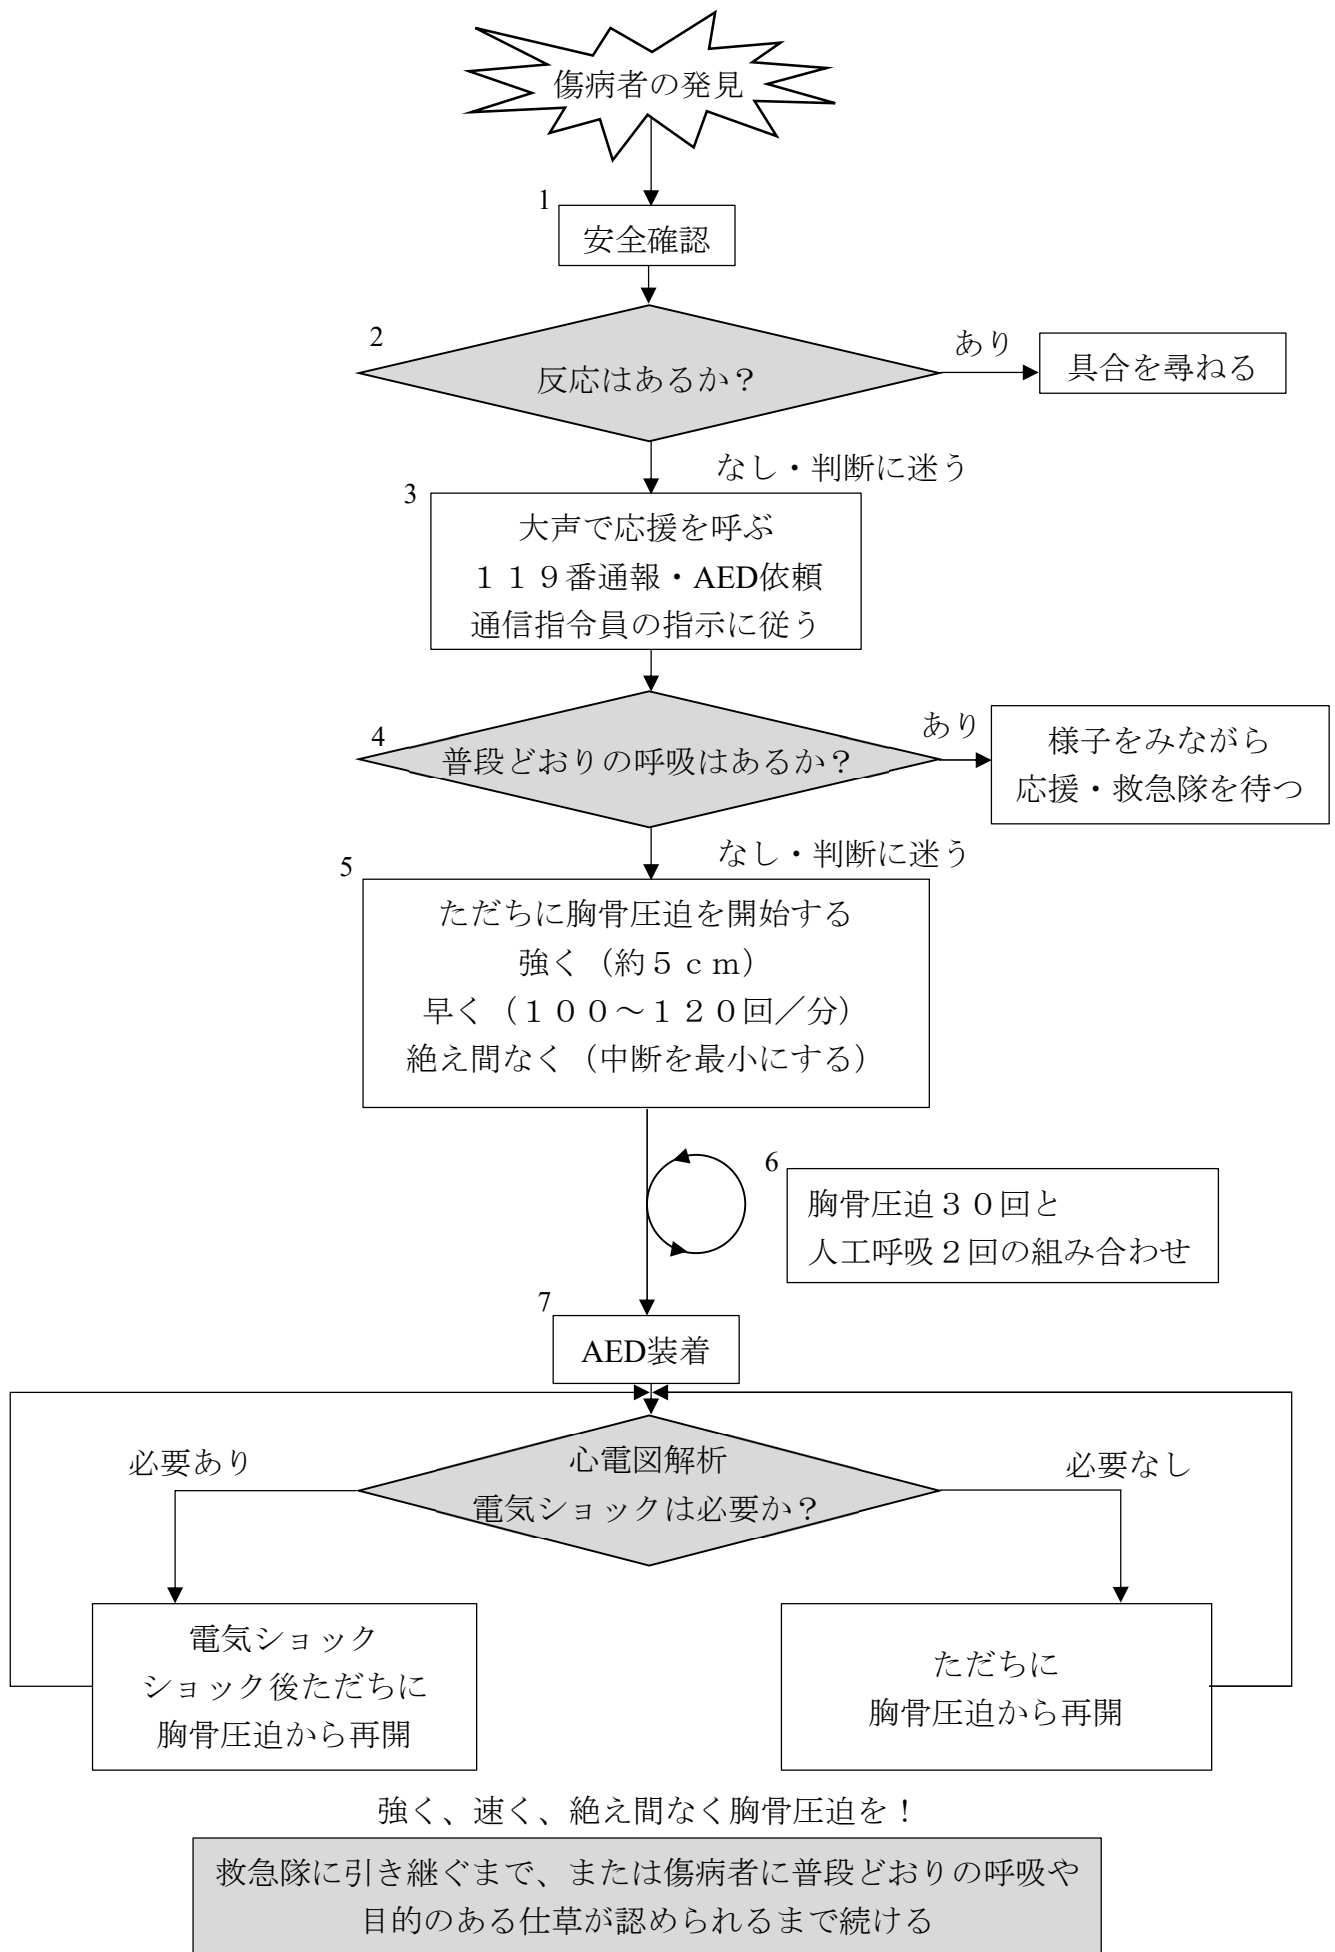 傷病者の発見
1
安全確認
2
反応はあるか？
あり
具合を尋ねる
なし・判断に迷う
3
大声で応援を呼ぶ
１１９番通報・AED依頼
通信指令員の指示に従う
4
普段どおりの呼吸はあるか？
あり
様子をみながら
応援・救急隊を待つ
なし・判断に迷う
5
ただちに胸骨圧迫を開始する
強く（約５ｃｍ）
早く（１００～１２０回／分）
絶え間なく（中断を最小にする）
6
胸骨圧迫３０回と
人工呼吸２回の組み合わせ
7
AED装着
心電図解析
電気ショックは必要か？
必要あり
必要なし
電気ショック
ショック後ただちに
胸骨圧迫から再開
ただちに
胸骨圧迫から再開
強く、速く、絶え間なく胸骨圧迫を！
救急隊に引き継ぐまで、または傷病者に普段どおりの呼吸や
目的のある仕草が認められるまで続ける